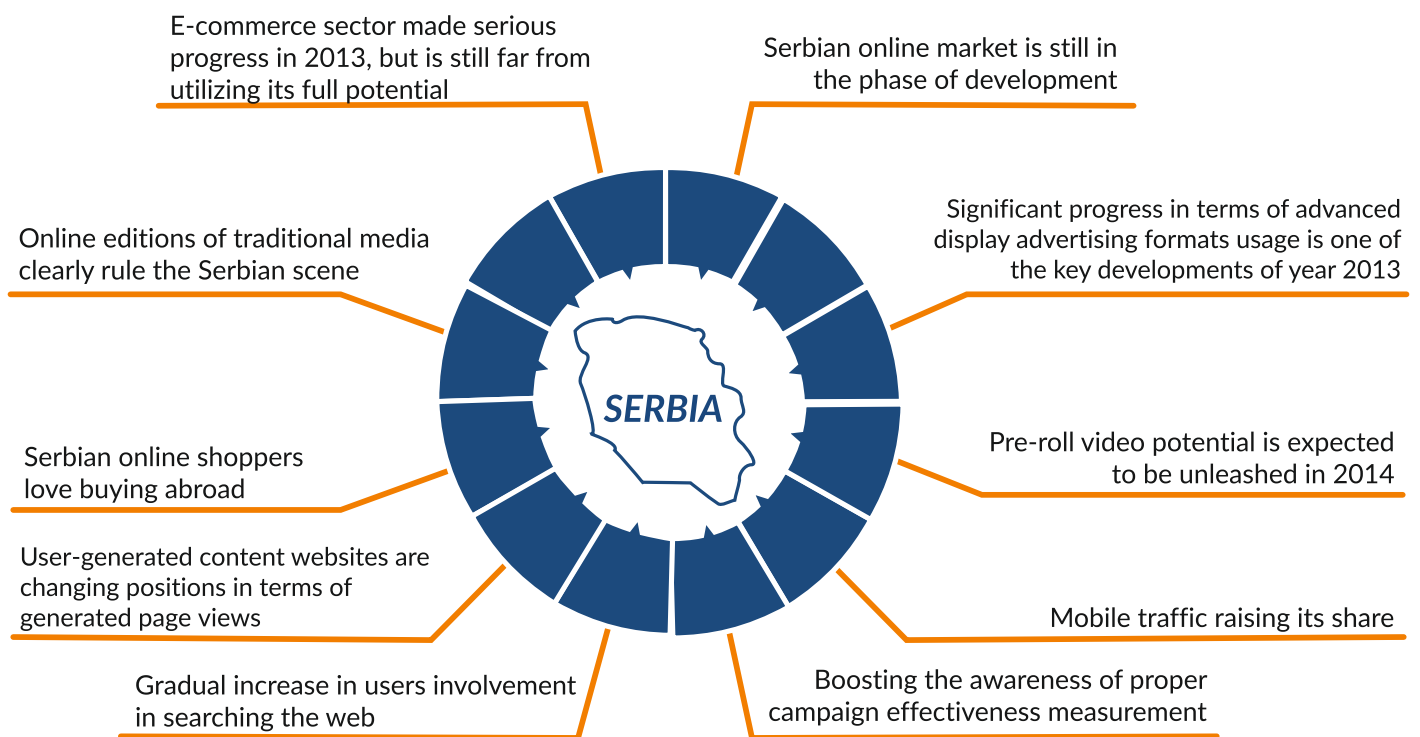 E-commerce sector made serious
progress in 2013, but is still far from
utilizing its full potential
Serbian online market is still in
the phase of development
Online editions of traditional media
clearly rule the Serbian scene
Significant progress in terms of advanced
display advertising formats usage is one of
the key developments of year 2013
SERBIA
Serbian online shoppers
love buying abroad
Pre-roll video potential is expected
to be unleashed in 2014
User-generated content websites are
changing positions in terms of
generated page views
Mobile traffic raising its share
Gradual increase in users involvement
in searching the web
Boosting the awareness of proper
campaign effectiveness measurement